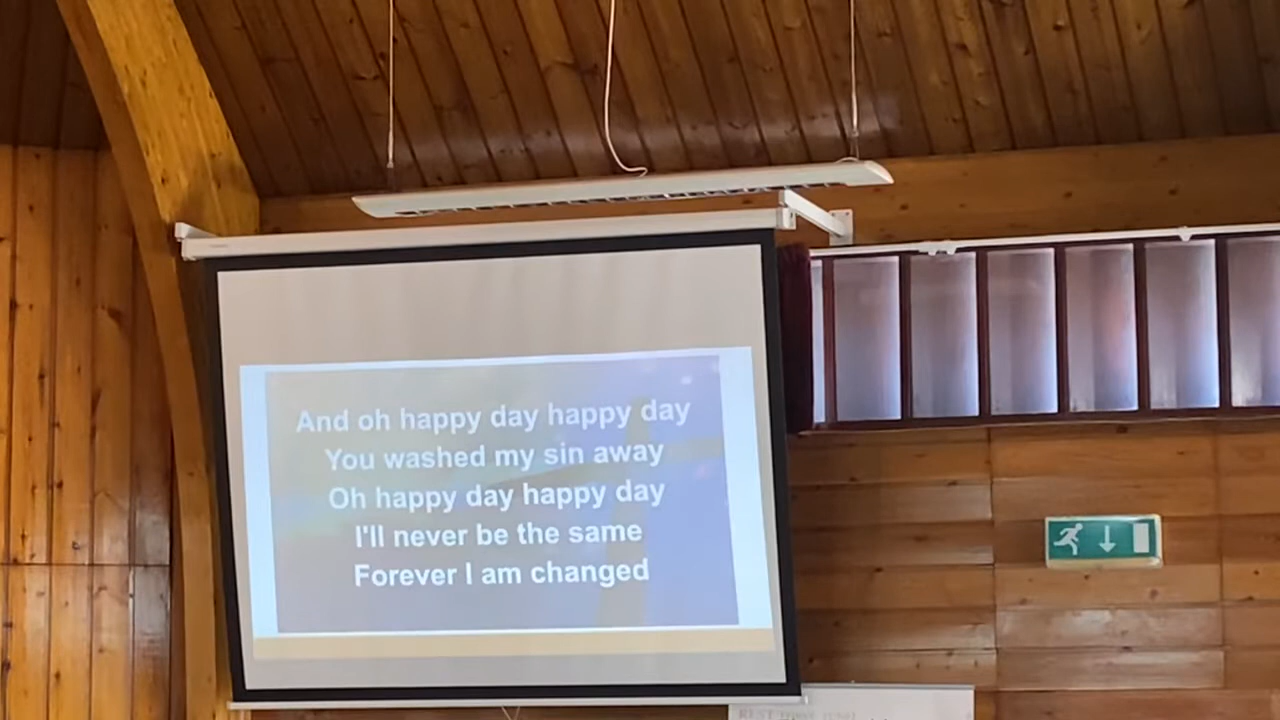 And oh happy day happy day
You washed my sin away
Oh happy day happy day
I'll never be the same
Forever I am changed